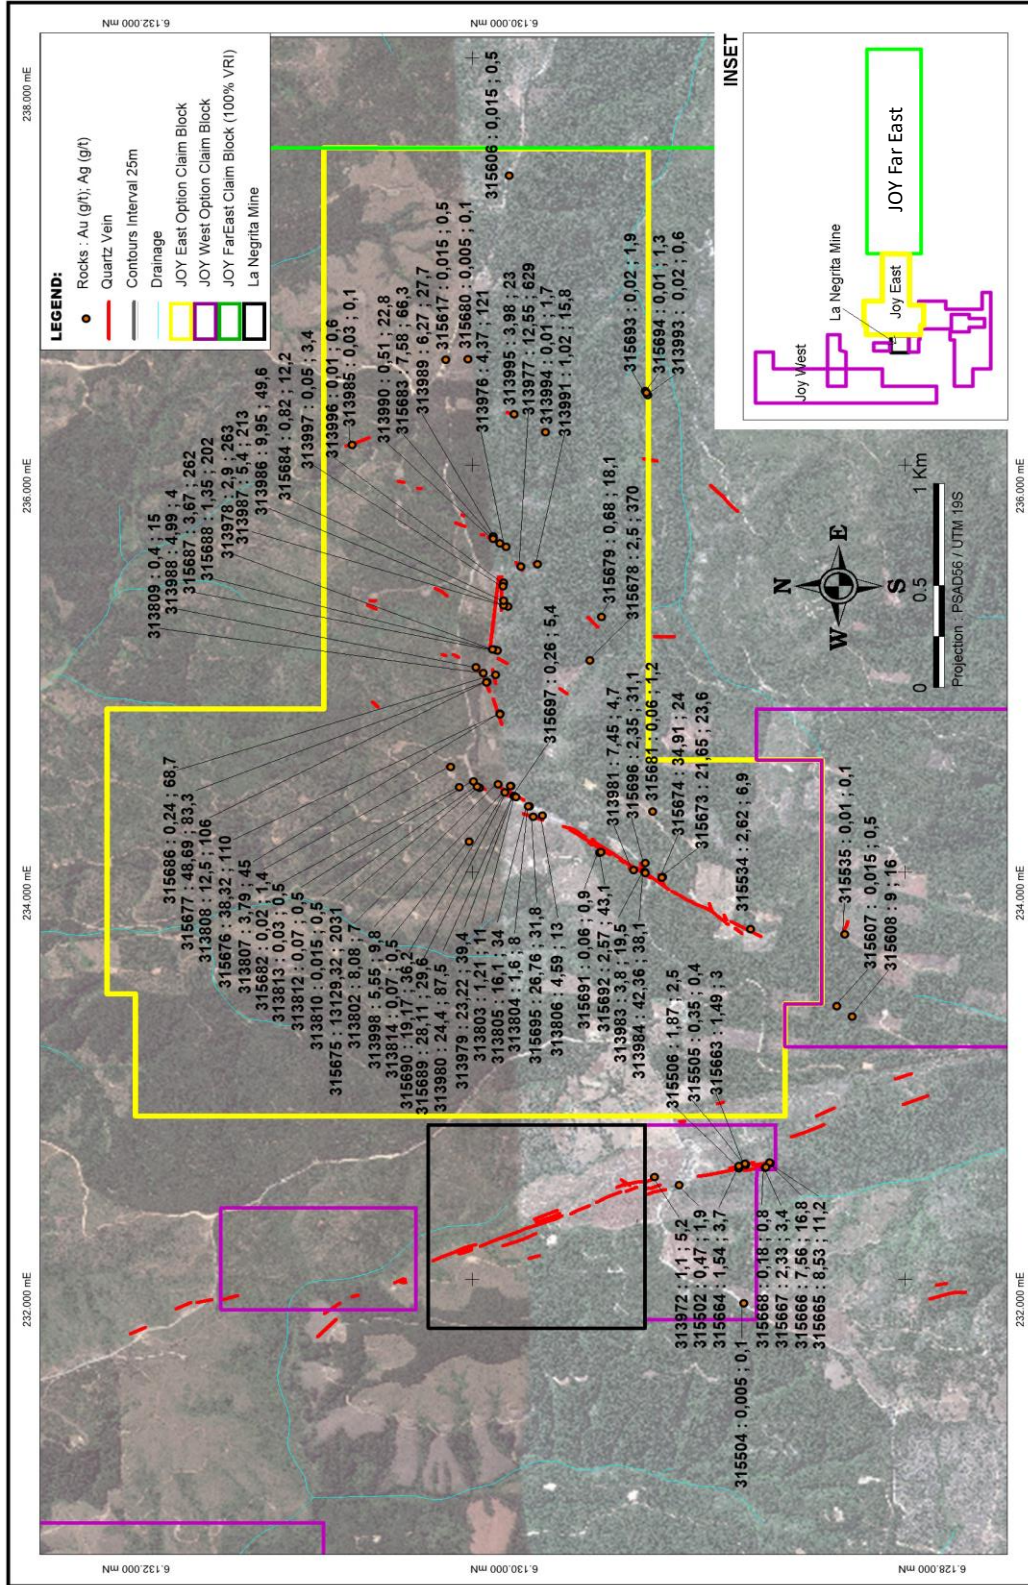 LEGEND:
Rocks : Au (g/t); Ag (g/t)
Quartz Vein
Contours Interval 25m
Drainage
JOY East Option Claim Block
JOY West Option Claim Block
JOY FarEast Claim Block (100% VRI)
La Negrita Mine
232.000 mE
234.000 mE
236.000 mE
238.000 mE
6.132.000 mN
6.130.000 mN
6.132.000 mN
6.130.000 mN
6.128.000 mN
232.000 mE
234.000 mE
236.000 mE
313809 : 0,4 ; 15
313988 : 4,99 ; 4
315687 : 3,67 ; 262
315688 : 1,35 ; 202
313978 : 2,9 ; 263
313987 : 5,4 ; 213
313986 : 9,95 ; 49,6
315684 : 0,82 ; 12,2
313997 : 0,05 ; 3,4
313996 : 0,01 ; 0,6
313985 : 0,03 ; 0,1
313990 : 0,51 ; 22,8
315683 : 7,58 ; 66,3
313989 : 6,27 ; 27,7
315617 : 0,015 ; 0,5
315680 : 0,005 ; 0,1
313976 : 4,37 ; 121
315606 : 0,015 ; 0,5
313995 : 3,98 ; 23
313977 : 12,55 ; 629
313994 : 0,01 ; 1,7
313991 : 1,02 ; 15,8
315686 : 0,24 ; 68,7
315677 : 48,69 ; 83,3
313808 : 12,5 ; 106
315676 : 38,32 ; 110
313807 : 3,79 ; 45
315682 : 0,02 ; 1,4
313813 : 0,03 ; 0,5
313812 : 0,07 ; 0,5
313810 : 0,015 ; 0,5
315675 : 13129,32 ; 2031
313802 : 8,08 ; 7
313998 : 5,55 ; 9,8
313814 : 0,07 ; 0,5
315690 : 19,17 ; 36,2
315689 : 28,11 ; 29,6
313980 : 24,4 ; 87,5
313979 : 23,22 ; 39,4
313803 : 1,21 ; 11
313805 : 16,1 ; 34
313804 : 1,6 ; 8
315695 : 26,76 ; 31,8
313806 : 4,59 ; 13
315697 : 0,26 ; 5,4
315679 : 0,68 ; 18,1
315678 : 2,5 ; 370
315693 : 0,02 ; 1,9
315694 : 0,01 ; 1,3
313993 : 0,02 ; 0,6
315691 : 0,06 ; 0,9
315692 : 2,57 ; 43,1
313983 : 3,8 ; 19,5
313984 : 42,36 ; 38,1
313981 : 7,45 ; 4,7
315696 : 2,35 ; 31,1
315681 : 0,06 ; 1,2
315674 : 34,91 ; 24
315673 : 21,65 ; 23,6
315534 : 2,62 ; 6,9
315506 : 1,87 ; 2,5
315505 : 0,35 ; 0,4
315663 : 1,49 ; 3
313972 : 1,1 ; 5,2
315502 : 0,47 ; 1,9
315664 : 1,54 ; 3,7
315504 : 0,005 ; 0,1
315668 : 0,18 ; 0,8
315667 : 2,33 ; 3,4
315666 : 7,56 ; 16,8
315665 : 8,53 ; 11,2
315535 : 0,01 ; 0,1
315607 : 0,015 ; 0,5
315608 : 9 ; 16
N
W
E
S
0
0.5
1 Km
Projection : PSAD56 / UTM 19S
INSET
Joy West
La Negrita Mine
Joy East
JOY Far East